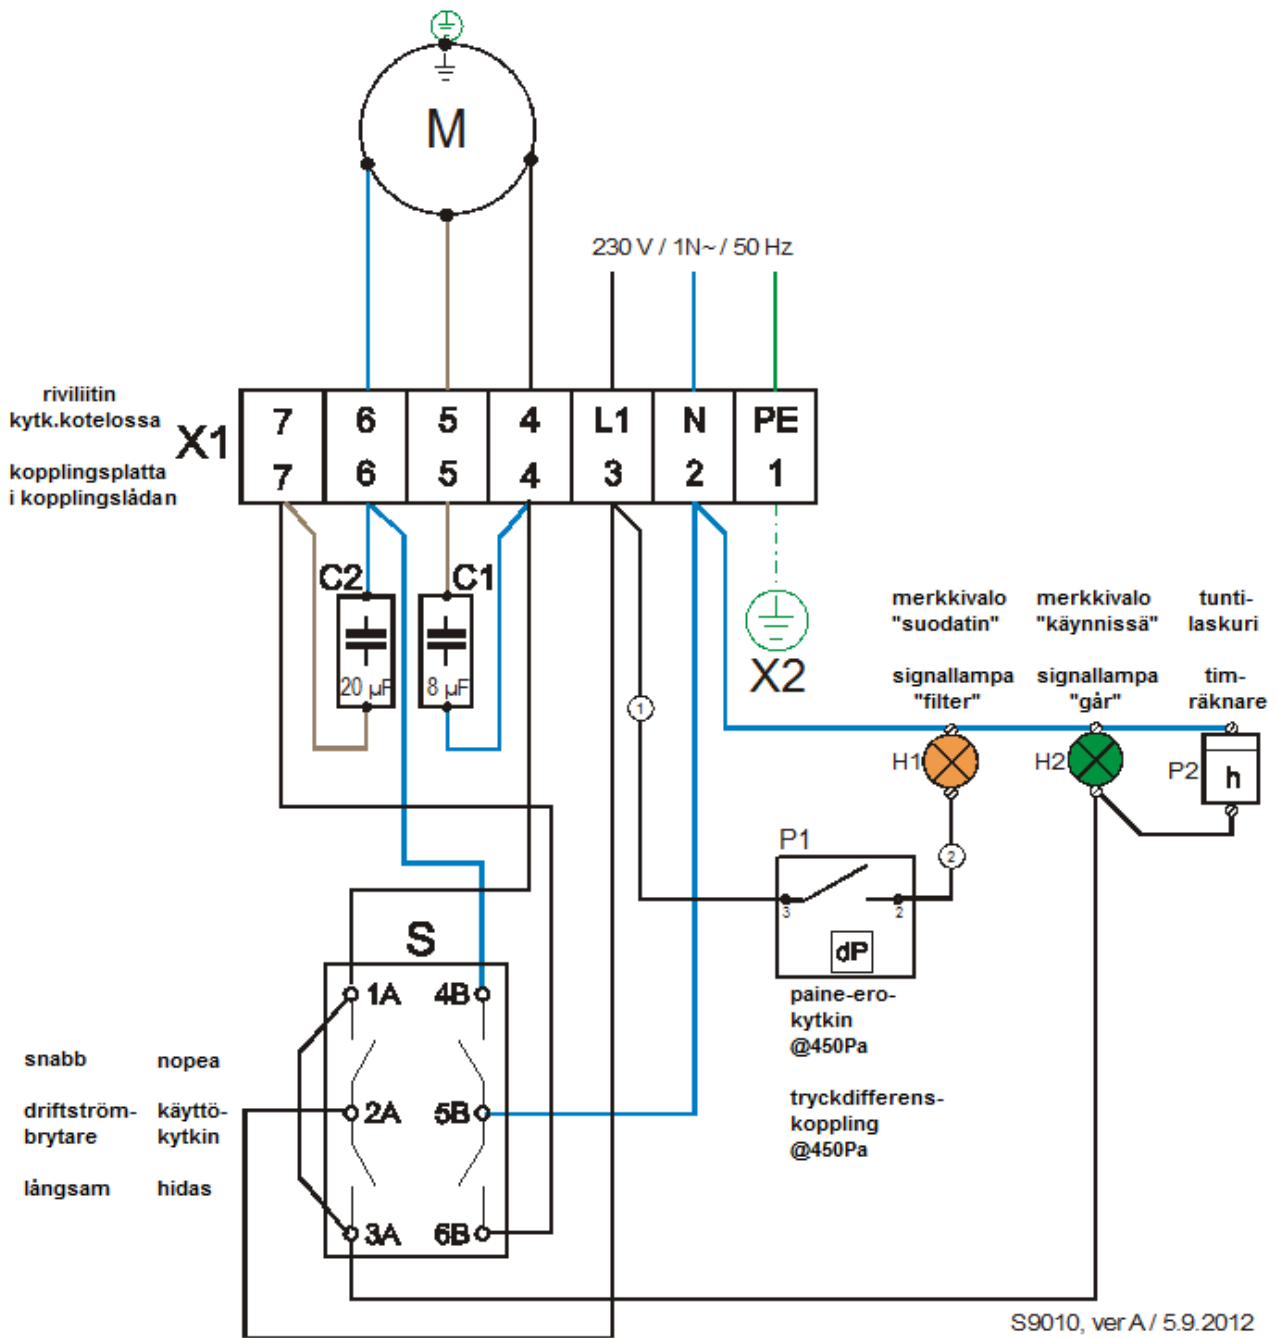 M
230 V / 1N~ / 50 Hz
riviliitin
kytk.kotelossa
X1
kopplingsplatta
i kopplingslådan
7 6 5 4 L1 N PE
7 6 5 4 3 2 1
C2
C1
20 µF
8 µF
X2
1
merkkivalo
"suodatin"
signallampa
"filter"
merkkivalo
"käynnissä"
signallampa
"går"
tunti-
laskuri
tim-
räknare
H1
H2
P2
h
2
P1
3
2
dP
paine-ero-
kytkin
@450Pa
tryckdifferens-
koppling
@450Pa
S
1A 4B
2A 5B
3A 6B
snabb nopea
driftström- käyttö-
brytare kytkin
långsam hidas
S9010, ver A / 5.9.2012